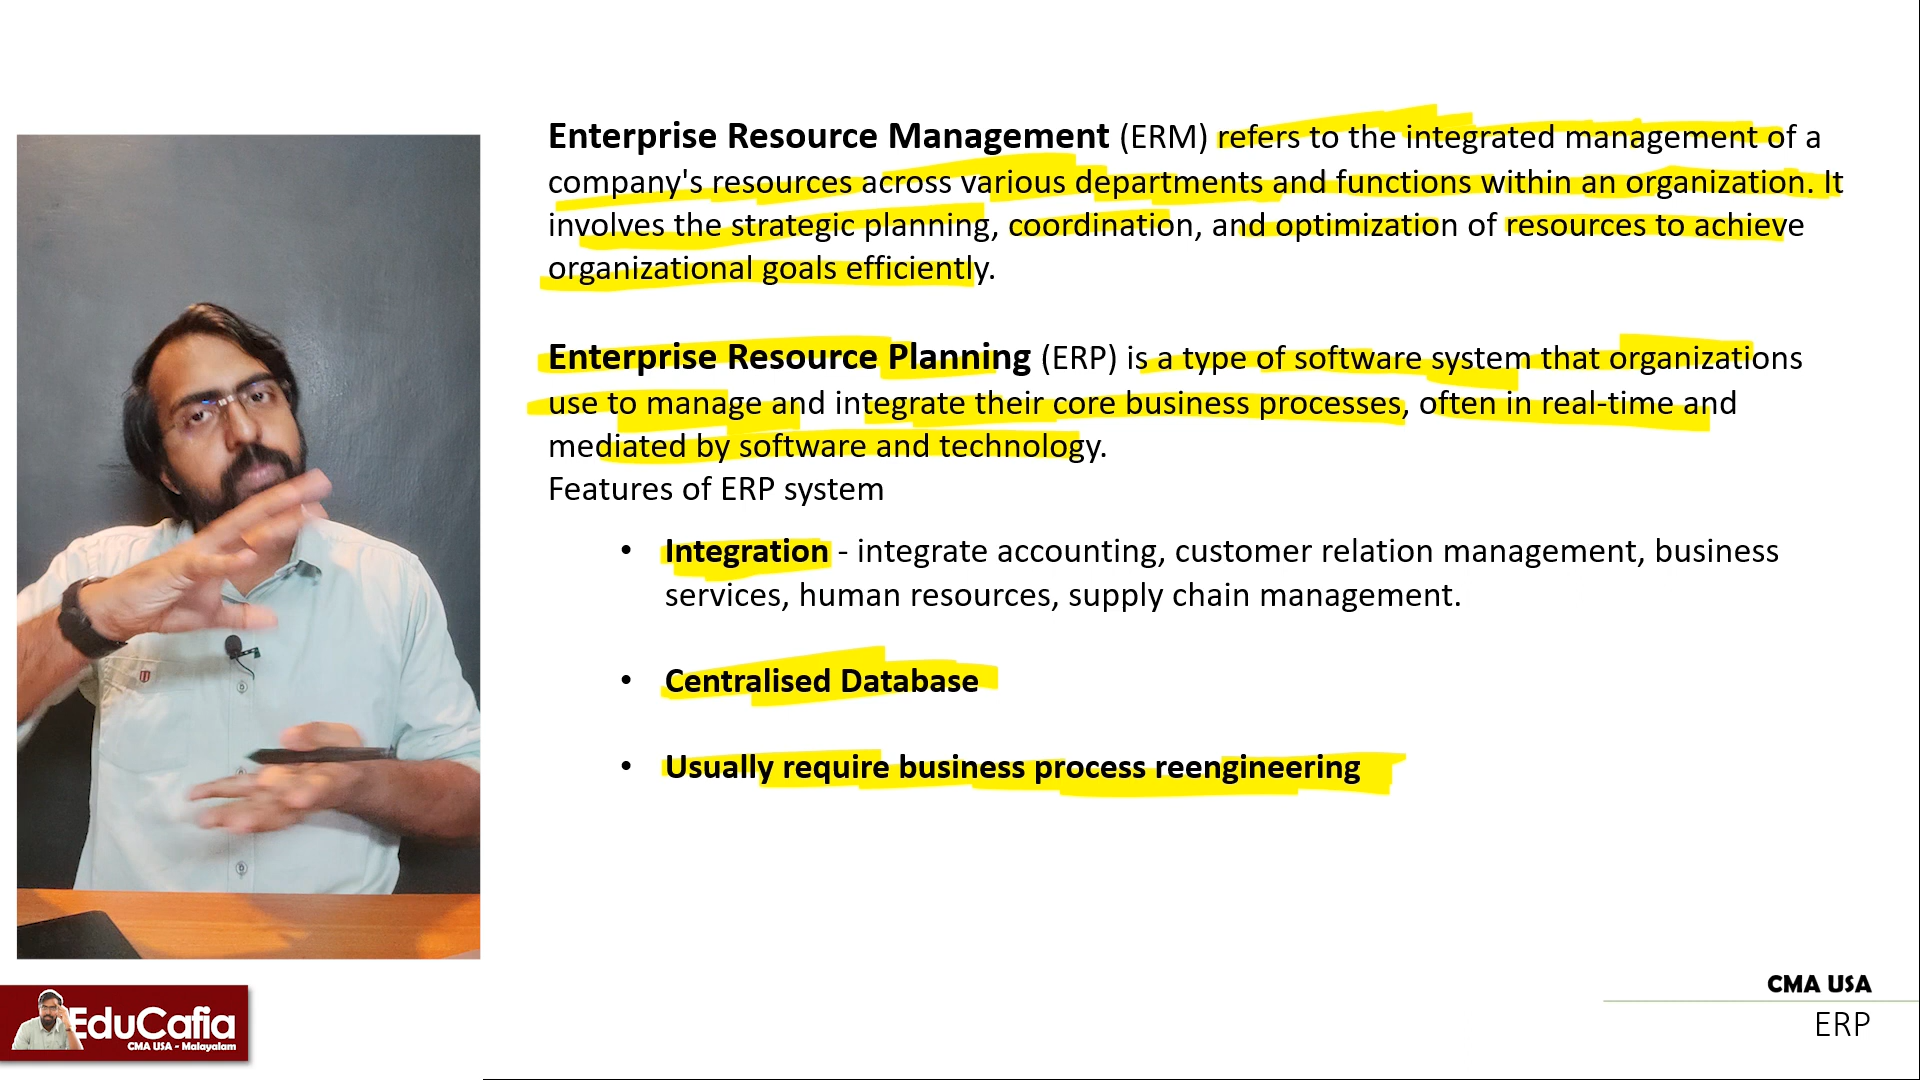 Enterprise Resource Management (ERM) refers to the integrated management of a
company's resources across various departments and functions within an organization. It
involves the strategic planning, coordination, and optimization of resources to achieve
organizational goals efficiently.
Enterprise Resource Planning (ERP) is a type of software system that organizations
use to manage and integrate their core business processes, often in real-time and
mediated by software and technology.
Features of ERP system
• Integration - integrate accounting, customer relation management, business
services, human resources, supply chain management.
• Centralised Database
• Usually require business process reengineering
CMA USA
ERP
EduCafia
CMA USA - Malayalam